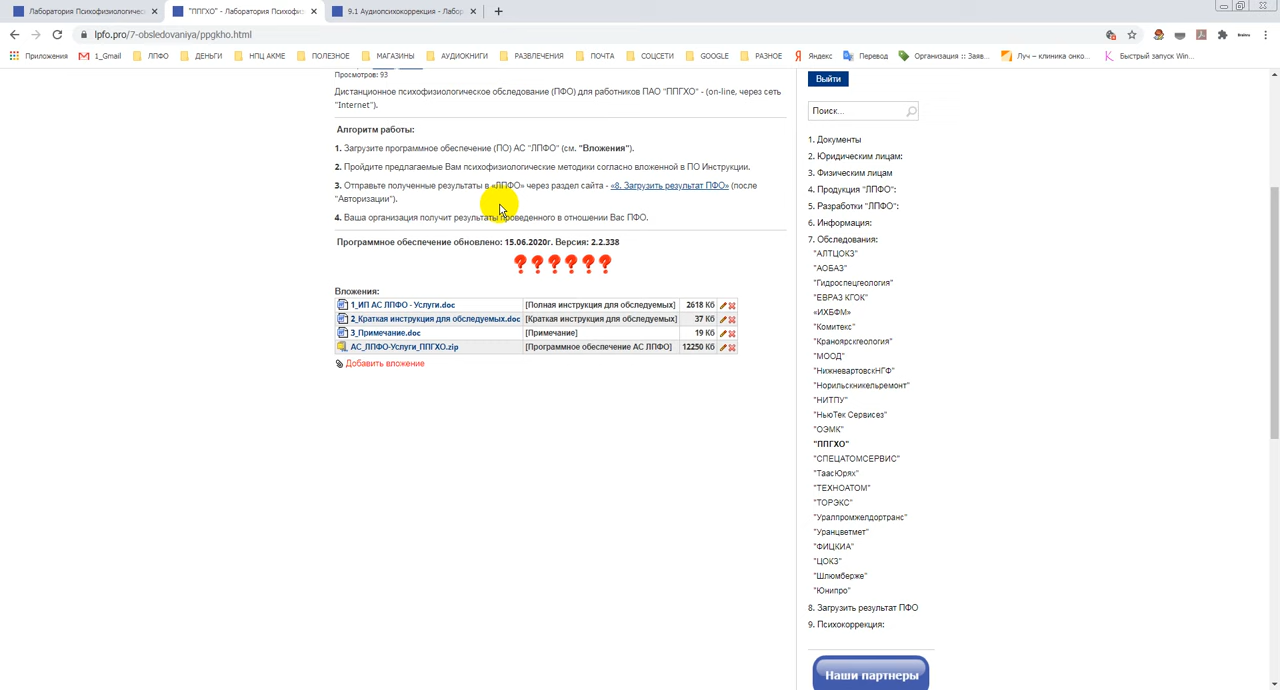 Лаборатория Психофизиологическ
"ППГХО" - Лаборатория Психофиз
9.1 Аудиопсихокоррекция - Лабор
lpfo.pro/7-obsledovaniya/ppgkho.html
Приложения
1_Gmail
ЛПФО
ДЕНЬГИ
НПЦ АКМЕ
ПОЛЕЗНОЕ
МАГАЗИНЫ
АУДИОКНИГИ
РАЗВЛЕЧЕНИЯ
ПОЧТА
СОЦСЕТИ
GOOGLE
РАЗНОЕ
Яндекс
Перевод
Организация :: Заяв...
Луч – клиника онко...
Быстрый запуск Win...
Просмотров: 93
Дистанционное психофизиологическое обследование (ПФО) для работников ПАО "ППГХО" - (on-line, через сеть
"Internet").
Алгоритм работы:
1. Загрузите программное обеспечение (ПО) АС "ЛПФО" (см. "Вложения").
2. Пройдите предлагаемые Вам психофизиологические методики согласно вложенной в ПО Инструкции.
3. Отправьте полученные результаты в «ЛПФО» через раздел сайта - «8. Загрузить результат ПФО» (после
"Авторизации").
4. Ваша организация получит результаты проведенного в отношении Вас ПФО.
Программное обеспечение обновлено: 15.06.2020г. Версия: 2.2.338
? ? ? ? ? ?
Вложения:
1_ИП АС ЛПФО - Услуги.doc [Полная инструкция для обследуемых] 2618 Кб
2_Краткая инструкция для обследуемых.doc [Краткая инструкция для обследуемых] 37 Кб
3_Примечание.doc [Примечание] 19 Кб
АС_ЛПФО-Услуги_ППГХО.zip [Программное обеспечение АС ЛПФО] 12250 Кб
Добавить вложение
Выйти
Поиск...
1. Документы
2. Юридическим лицам:
3. Физическим лицам
4. Продукция "ЛПФО":
5. Разработки "ЛПФО":
6. Информация:
7. Обследования:
"АЛТЦОКЗ"
"АОБАЗ"
"Гидроспецгеология"
"ЕВРАЗ КГОК"
«ИХБФМ»
"Комитекс"
"Краноярскгеология"
"МООД"
"НижневартовскНГФ"
"Норильскникельремонт"
"НИТПУ"
"НьюТек Сервисез"
"ОЭМК"
"ППГХО"
"СПЕЦАТОМСЕРВИС"
"ТаасЮрях"
"ТЕХНОАТОМ"
"ТОРЭКС"
"Уралпромжелдортранс"
"Уранцветмет"
"ФИЦКИА"
"ЦОКЗ"
"Шлюмберже"
"Юнипро"
8. Загрузить результат ПФО
9. Психокоррекция:
Наши партнеры